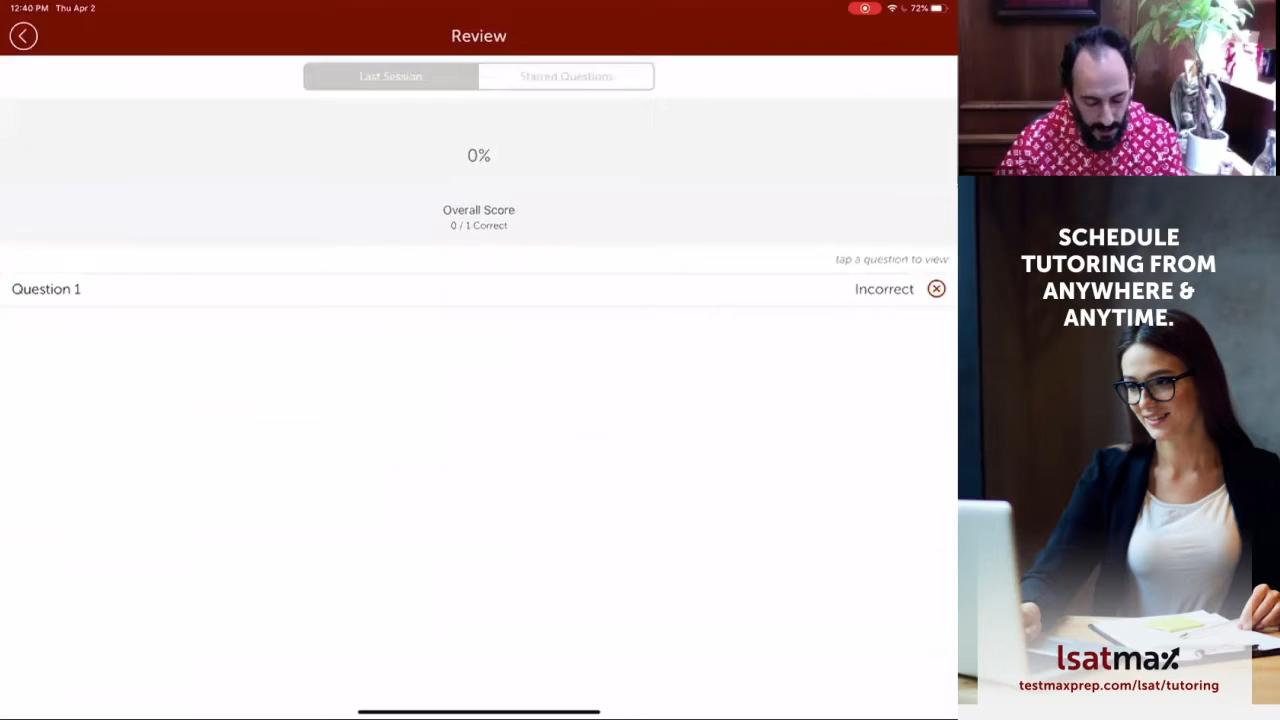 12:40 PM Thu Apr 2
72%
Review
Last Session
Starred Questions
0%
Overall Score
0 / 1 Correct
tap a question to view
Question 1
Incorrect
SCHEDULE
TUTORING FROM
ANYWHERE &
ANYTIME.
lsatmax
testmaxprep.com/lsat/tutoring